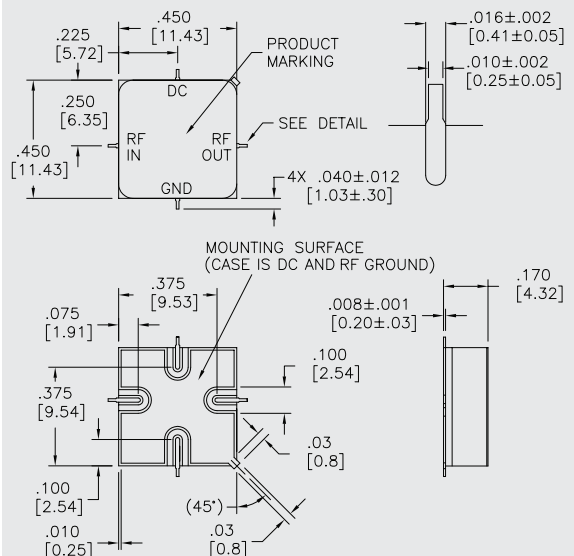 .450
[11.43]
.225
[5.72]
PRODUCT
MARKING
.016±.002
[0.41±0.05]
.010±.002
[0.25±0.05]
DC
.250
[6.35]
RF
IN
RF
OUT
SEE DETAIL
.450
[11.43]
GND
4X .040±.012
[1.03±.30]
MOUNTING SURFACE
(CASE IS DC AND RF GROUND)
.375
[9.53]
.170
[4.32]
.075
[1.91]
.008±.001
[0.20±.03]
.100
[2.54]
.375
[9.54]
.03
[0.8]
.100
[2.54]
(45°)
.010
[0.25]
.03
[0.8]